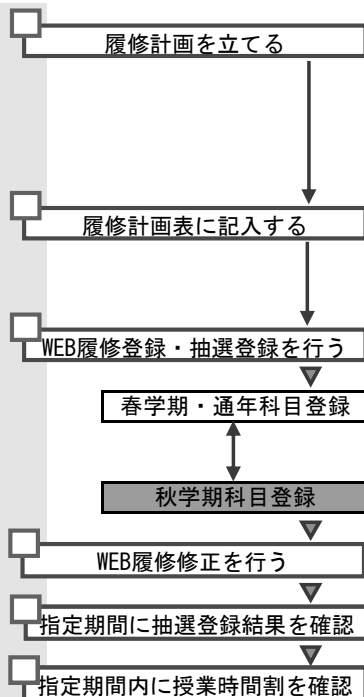 履修計画を立てる
履修計画表に記入する
WEB履修登録・抽選登録を行う
春学期・通年科目登録
秋学期科目登録
WEB履修修正を行う
指定期間に抽選登録結果を確認
指定期間内に授業時間割を確認